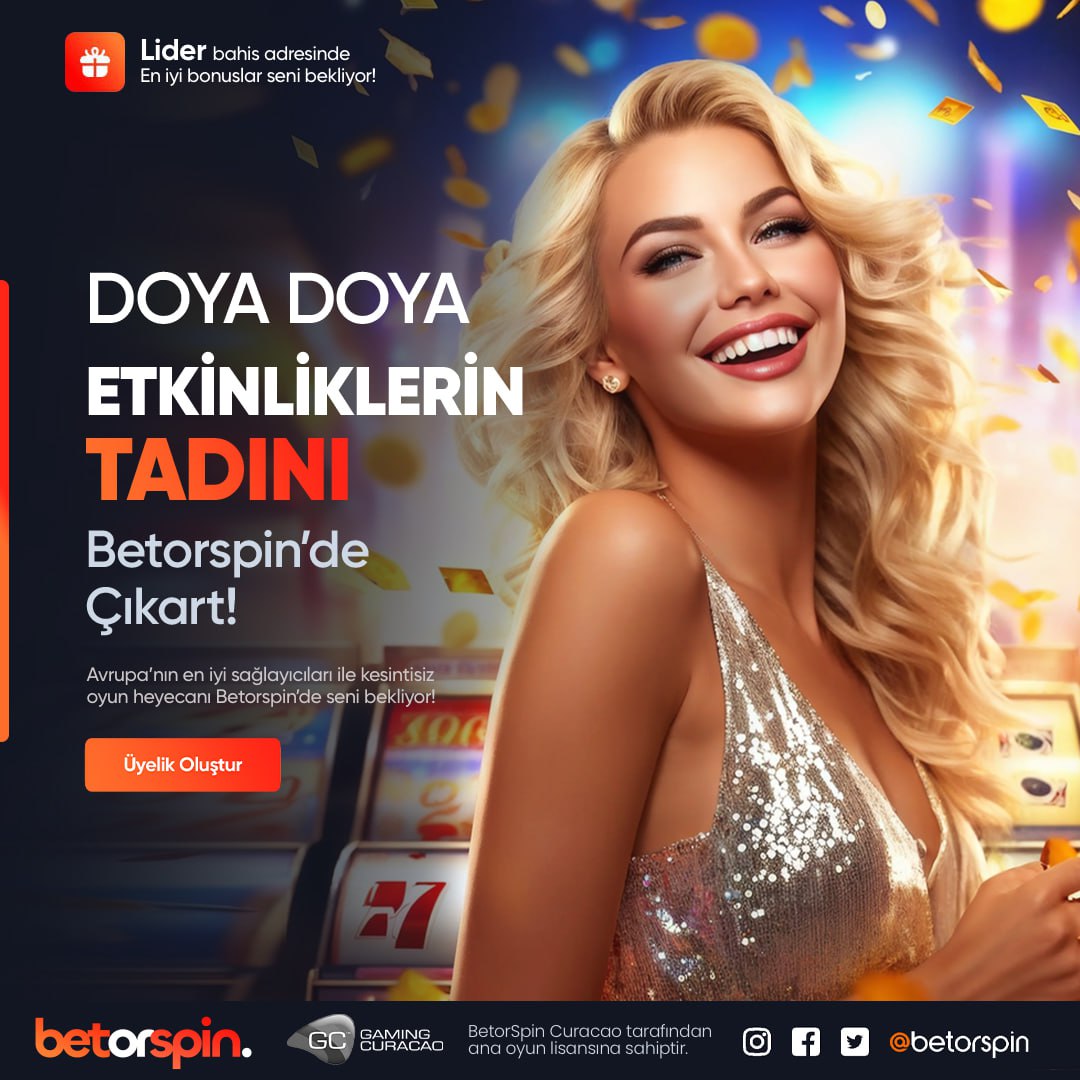 Lider bahis adresinde
En iyi bonuslar seni bekliyor!
DOYA DOYA
ETKİNLİKLERİN
TADINI
Betorspin’de
Çıkart!
Avrupa’nın en iyi sağlayıcıları ile kesintisiz
oyun heyecanı Betorspin’de seni bekliyor!
Üyelik Oluştur
7
betorspin.
GC
GAMING
CURACAO
BetorSpin Curacao tarafından
ana oyun lisansına sahiptir.
@betorspin